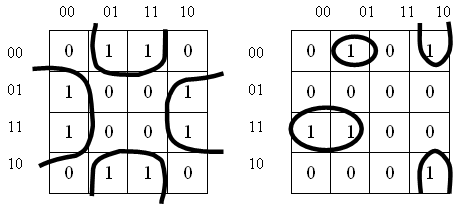 00 01 11 10 00 01 11 10
00 0 1 1 0 00 0 1 0 1
01 1 0 0 1 01 0 0 0 0
11 1 0 0 1 11 1 1 0 0
10 0 1 1 0 10 0 0 0 1